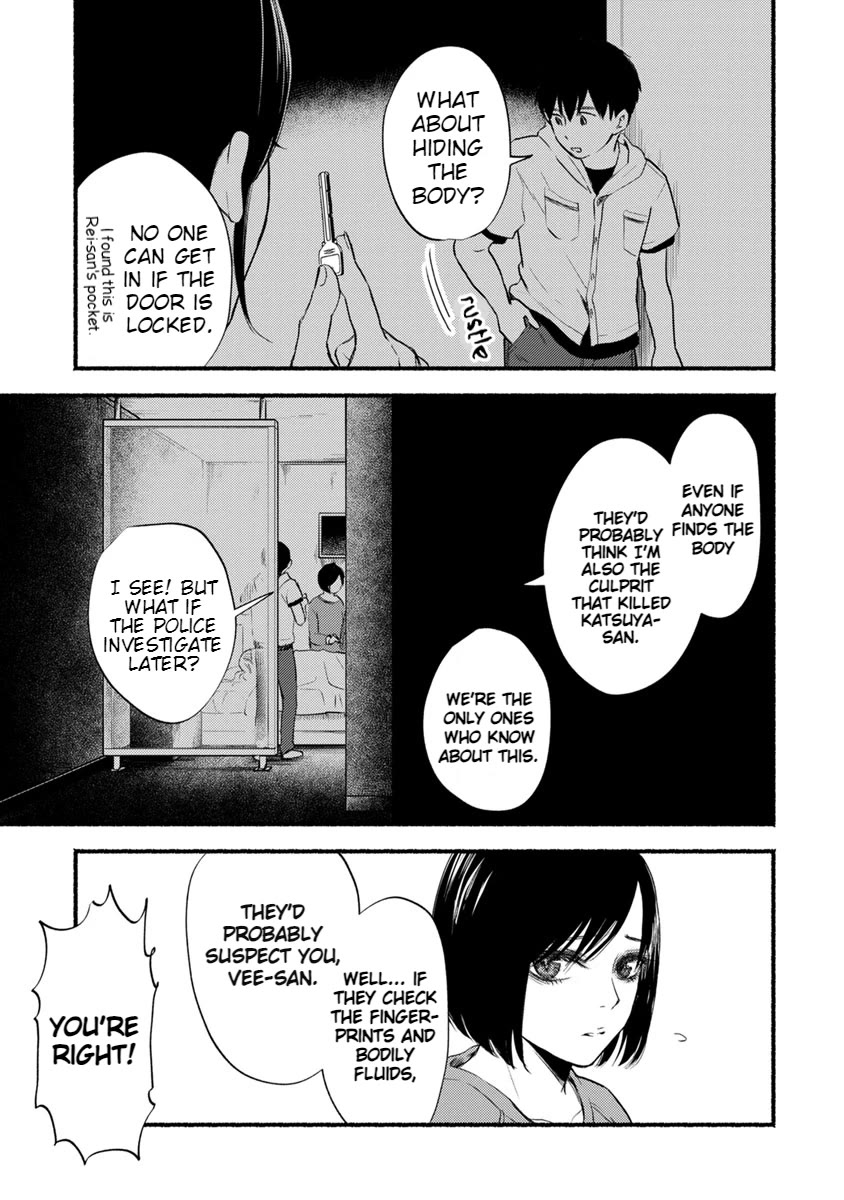 WHAT
ABOUT
HIDING
THE
BODY?
rustle
NO ONE
CAN GET
IN IF THE
DOOR IS
LOCKED.
I found this is
Rei-san's pocket.
EVEN IF
ANYONE
FINDS THE
BODY
THEY'D
PROBABLY
THINK I'M
ALSO THE
CULPRIT
THAT KILLED
KATSUYA-
SAN.
WE'RE THE
ONLY ONES
WHO KNOW
ABOUT THIS.
I SEE! BUT
WHAT IF
THE POLICE
INVESTIGATE
LATER?
WELL... IF
THEY CHECK
THE FINGER-
PRINTS AND
BODILY
FLUIDS,
THEY'D
PROBABLY
SUSPECT YOU,
VEE-SAN.
YOU'RE
RIGHT!